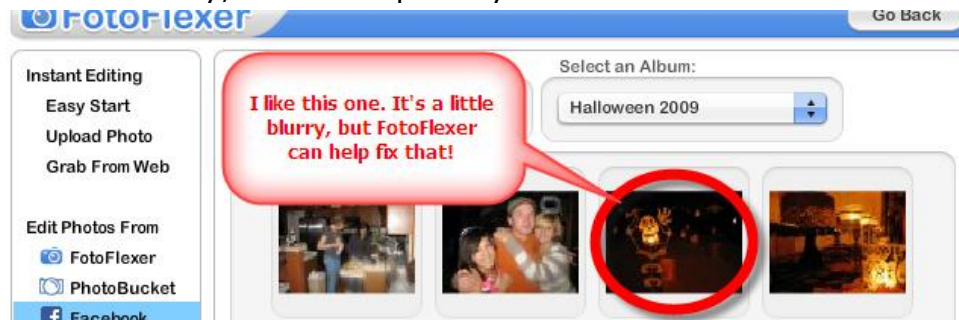 FotoFlexer
Go Back
Instant Editing
Easy Start
Upload Photo
Grab From Web
Edit Photos From
FotoFlexer
PhotoBucket
Facebook
I like this one. It's a little
blurry, but FotoFlexer
can help fix that!
Select an Album:
Halloween 2009